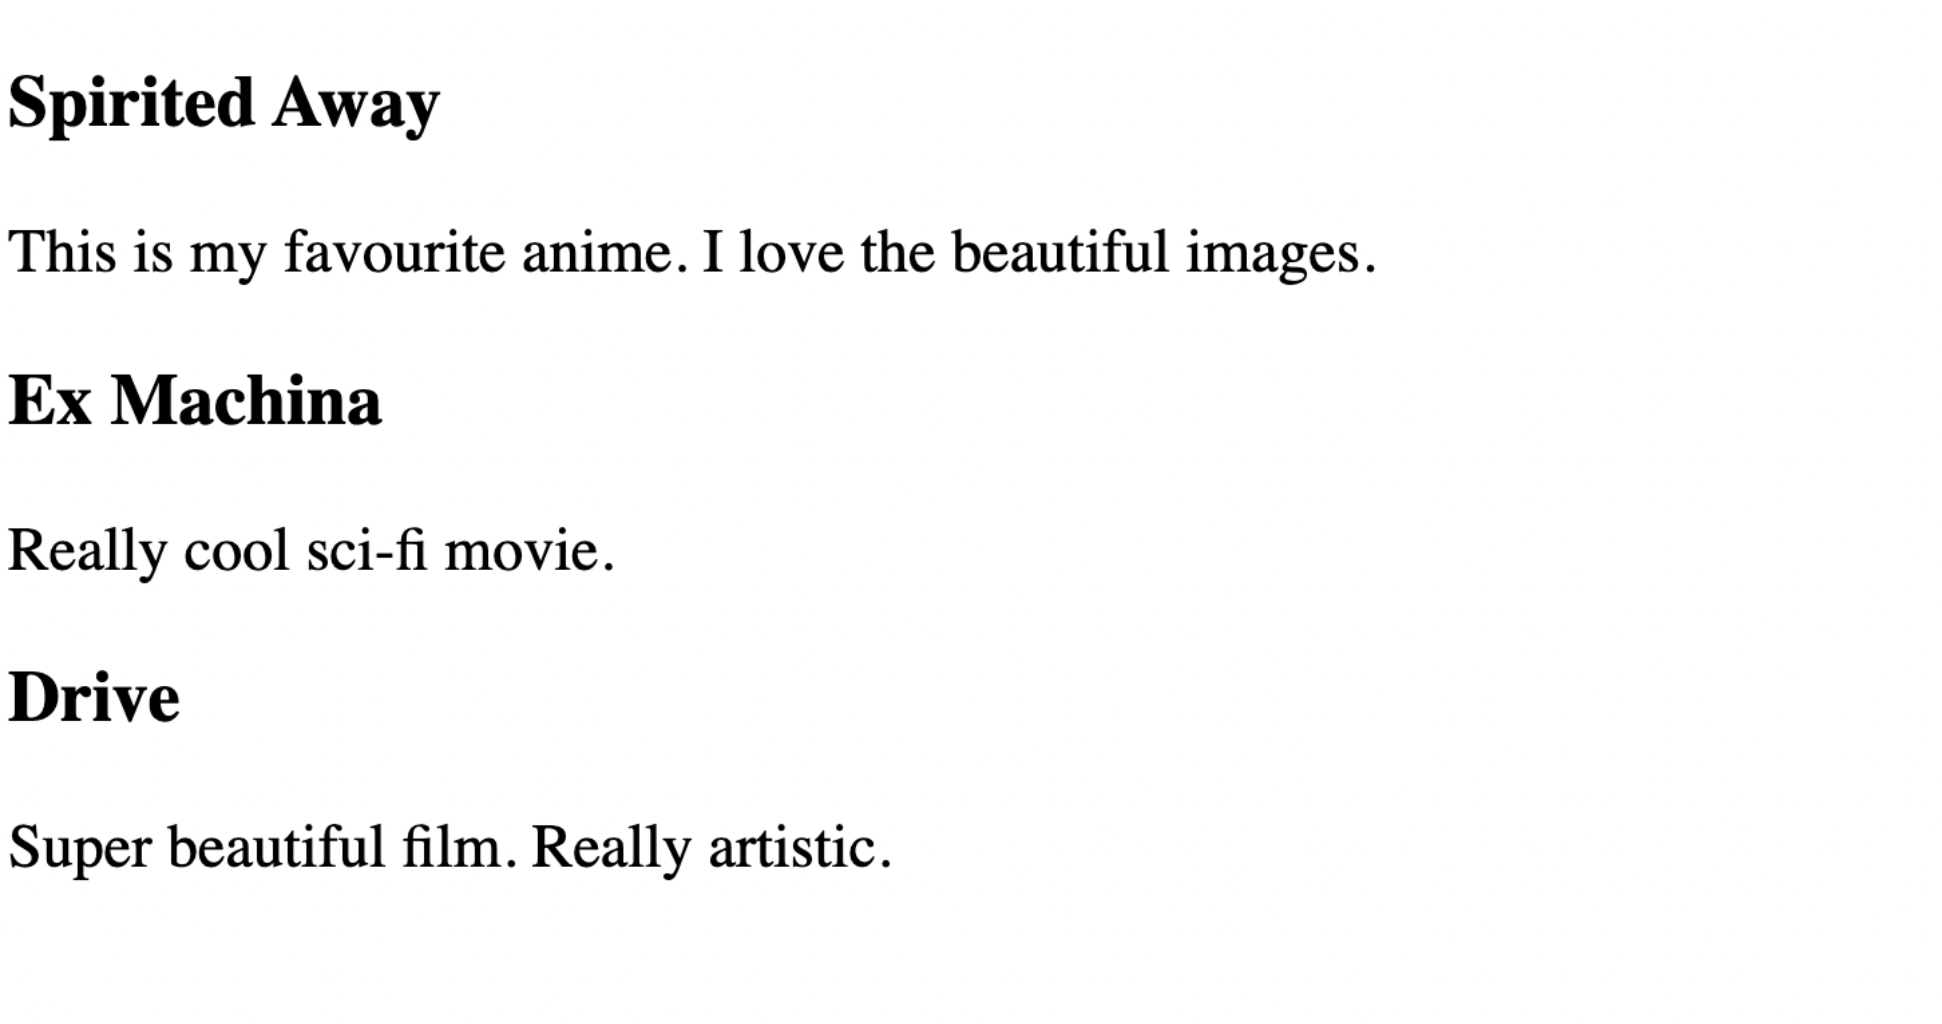 Spirited Away
This is my favourite anime. I love the beautiful images.
Ex Machina
Really cool sci-fi movie.
Drive
Super beautiful film. Really artistic.